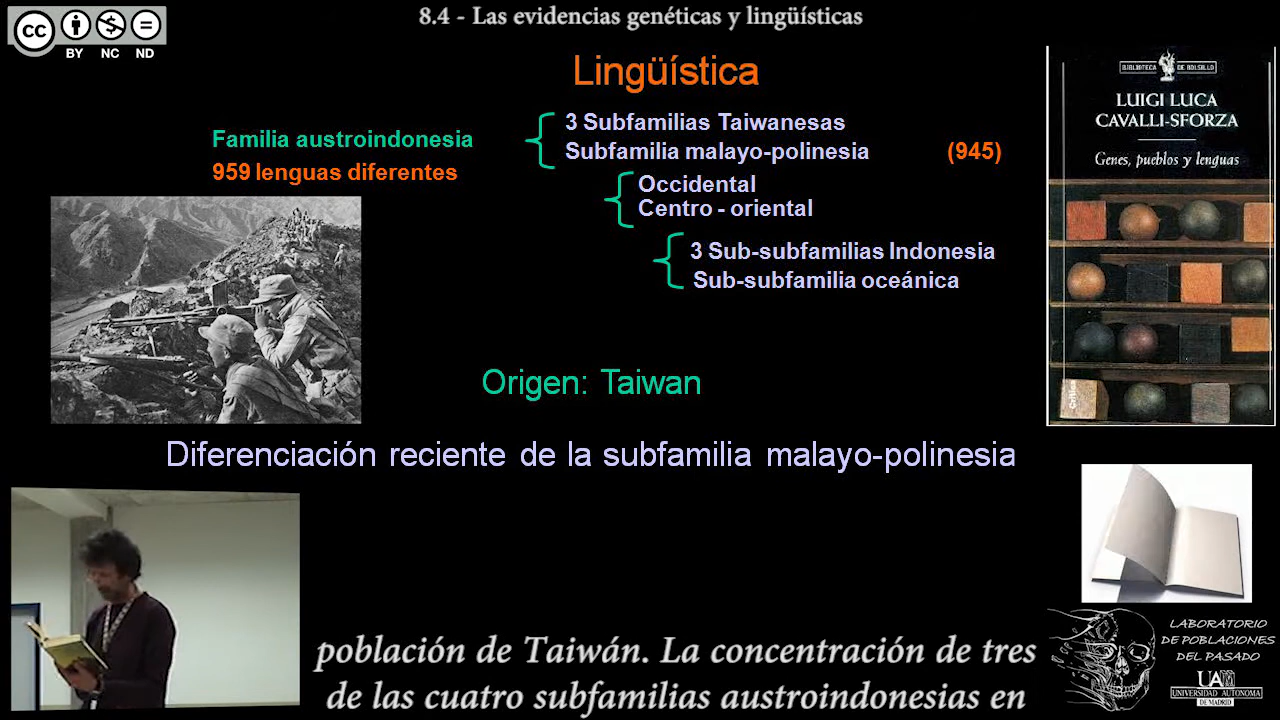 8.4 - Las evidencias genéticas y lingüísticas
CC
BY NC ND
Lingüística
Familia austroindonesia
959 lenguas diferentes
3 Subfamilias Taiwanesas
Subfamilia malayo-polinesia (945)
Occidental
Centro - oriental
3 Sub-subfamilias Indonesia
Sub-subfamilia oceánica
BIBLIOTECA DE BOLSILLO
LUIGI LUCA
CAVALLI-SFORZA
Genes, pueblos y lenguas
Crítica
Origen: Taiwan
Diferenciación reciente de la subfamilia malayo-polinesia
población de Taiwán. La concentración de tres
de las cuatro subfamilias austroindonesias en
LABORATORIO
DE POBLACIONES
DEL PASADO
UAM
UNIVERSIDAD AUTONOMA
DE MADRID